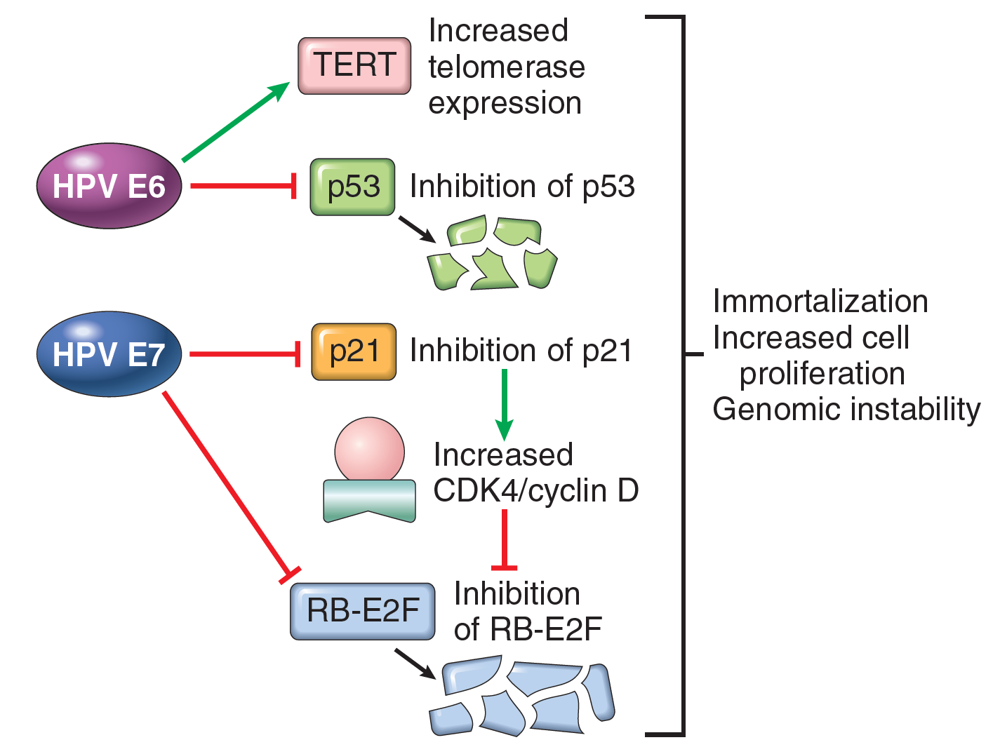 TERT
Increased
telomerase
expression
HPV E6
p53
Inhibition of p53
HPV E7
p21
Inhibition of p21
Increased
CDK4/cyclin D
RB-E2F
Inhibition
of RB-E2F
Immortalization
Increased cell
proliferation
Genomic instability